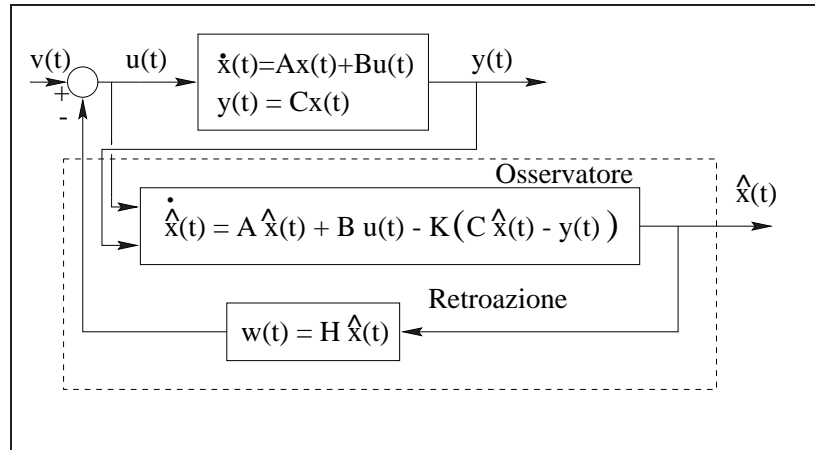 v(t)
u(t)
y(t)
+
-
ẋ(t)=Ax(t)+Bu(t)
y(t) = Cx(t)
Osservatore
x̂(t)
x̂̇(t) = A x̂(t) + B u(t) - K(C x̂(t) - y(t))
Retroazione
w(t) = H x̂(t)